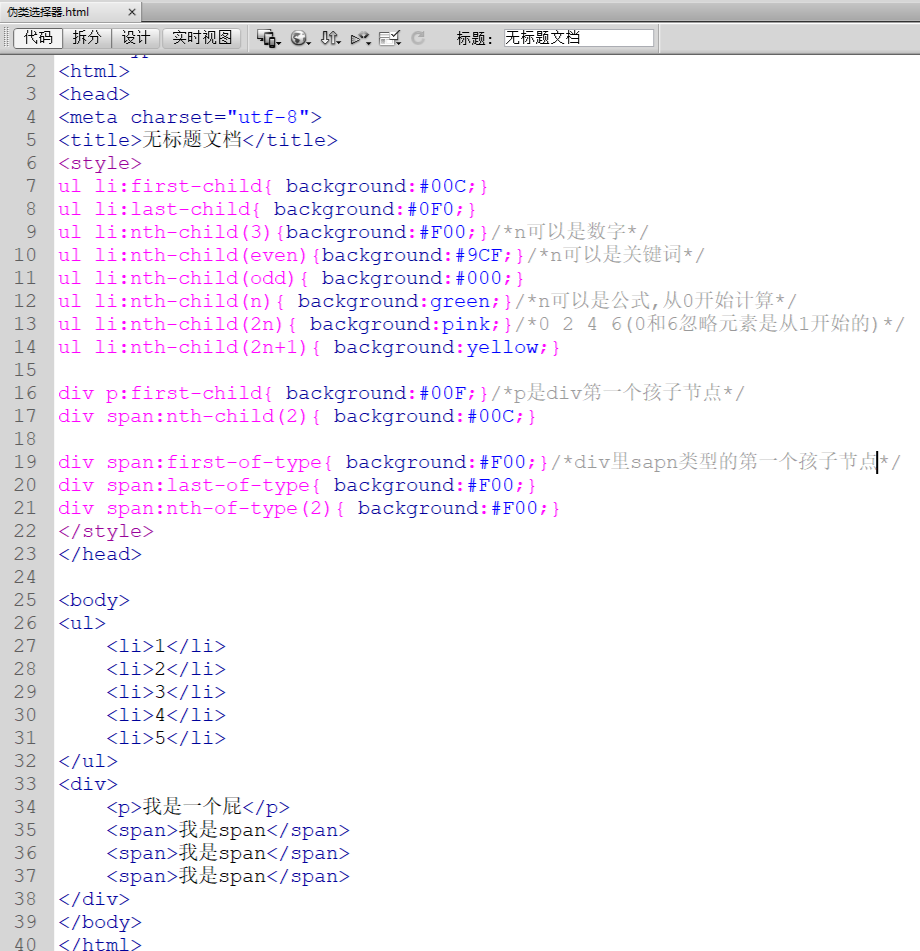 伪类选择器.html ×
代码 拆分 设计 实时视图 标题: 无标题文档
2 <html>
3 <head>
4 <meta charset="utf-8">
5 <title>无标题文档</title>
6 <style>
7 ul li:first-child{ background:#00C;}
8 ul li:last-child{ background:#0F0;}
9 ul li:nth-child(3){background:#F00;}/*n可以是数字*/
10 ul li:nth-child(even){background:#9CF;}/*n可以是关键词*/
11 ul li:nth-child(odd){ background:#000;}
12 ul li:nth-child(n){ background:green;}/*n可以是公式,从0开始计算*/
13 ul li:nth-child(2n){ background:pink;}/*0 2 4 6(0和6忽略元素是从1开始的)*/
14 ul li:nth-child(2n+1){ background:yellow;}
15
16 div p:first-child{ background:#00F;}/*p是div第一个孩子节点*/
17 div span:nth-child(2){ background:#00C;}
18
19 div span:first-of-type{ background:#F00;}/*div里sapn类型的第一个孩子节点*/
20 div span:last-of-type{ background:#F00;}
21 div span:nth-of-type(2){ background:#F00;}
22 </style>
23 </head>
24
25 <body>
26 <ul>
27 <li>1</li>
28 <li>2</li>
29 <li>3</li>
30 <li>4</li>
31 <li>5</li>
32 </ul>
33 <div>
34 <p>我是一个屁</p>
35 <span>我是span</span>
36 <span>我是span</span>
37 <span>我是span</span>
38 </div>
39 </body>
40 </html>